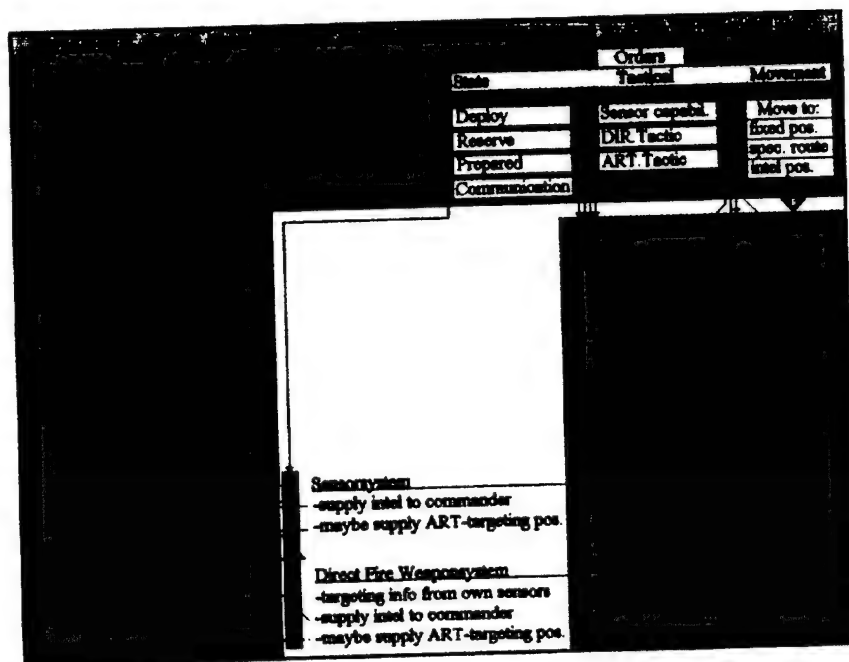 Orders
State Tactical Movement
Deploy
Reserve
Prepared
Communication
Sensor capabil.
DIR.Tactic
ART.Tactic
Move to:
fixed pos.
spec. route
intel pos.
Sensorsystem
-supply intel to commander
-maybe supply ART-targeting pos.
Direct Fire Weaponsystem
-targeting info from own sensors
-supply intel to commander
-maybe supply ART-targeting pos.